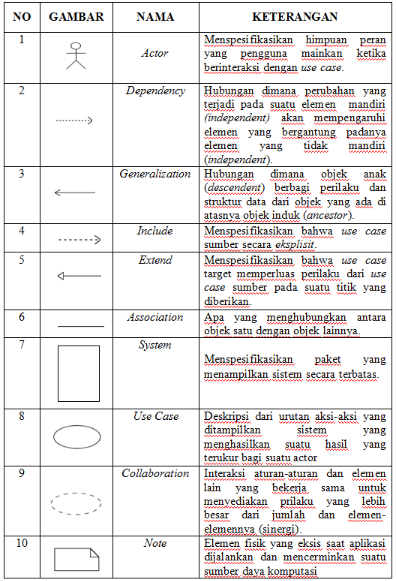 NO GAMBAR NAMA KETERANGAN
1 Actor Menspesifikasikan himpuan peran
yang pengguna mainkan ketika
berinteraksi dengan use case.
2 Dependency Hubungan dimana perubahan yang
terjadi pada suatu elemen mandiri
(independent) akan mempengaruhi
elemen yang bergantung padanya
elemen yang tidak mandiri
(independent).
3 Generalization Hubungan dimana objek anak
(descendent) berbagi perilaku dan
struktur data dari objek yang ada di
atasnya objek induk (ancestor).
4 Include Menspesifikasikan bahwa use case
sumber secara eksplisit.
5 Extend Menspesifikasikan bahwa use case
target memperluas perilaku dari use
case sumber pada suatu titik yang
diberikan.
6 Association Apa yang menghubungkan antara
objek satu dengan objek lainnya.
7 System Menspesifikasikan paket yang
menampilkan sistem secara terbatas.
8 Use Case Deskripsi dari urutan aksi-aksi yang
ditampilkan sistem yang
menghasilkan suatu hasil yang
terukur bagi suatu actor
9 Collaboration Interaksi aturan-aturan dan elemen
lain yang bekerja sama untuk
menyediakan prilaku yang lebih
besar dari jumlah dan elemen-
elemennya (sinergi).
10 Note Elemen fisik yang eksis saat aplikasi
dijalankan dan mencerminkan suatu
sumber daya komputasi